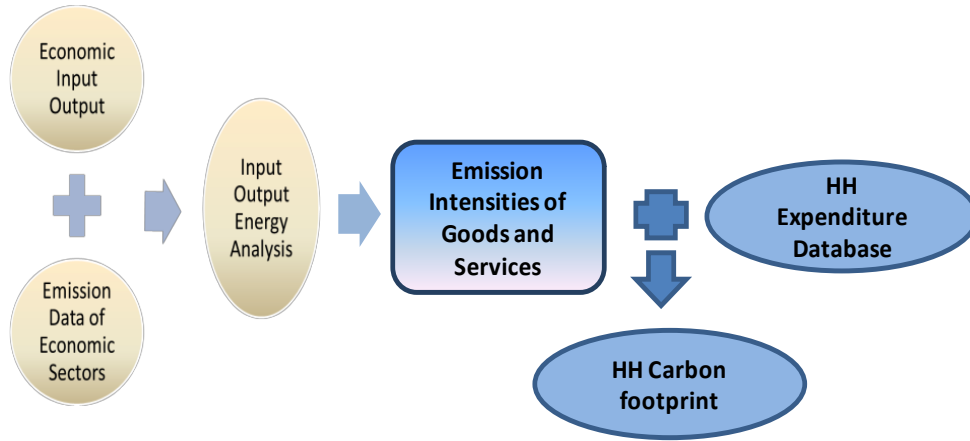 Economic
Input
Output
Emission
Data of
Economic
Sectors
Input
Output
Energy
Analysis
Emission
Intensities of
Goods and
Services
HH
Expenditure
Database
HH Carbon
footprint